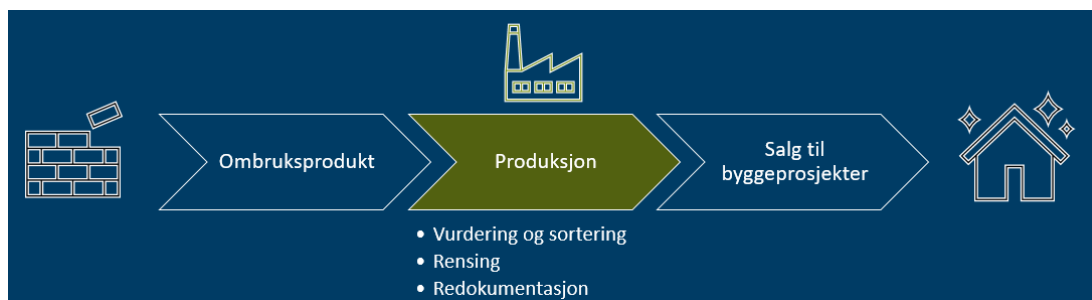 Ombruksprodukt
Produksjon
Salg til
byggeprosjekter
• Vurdering og sortering
• Rensing
• Redokumentasjon